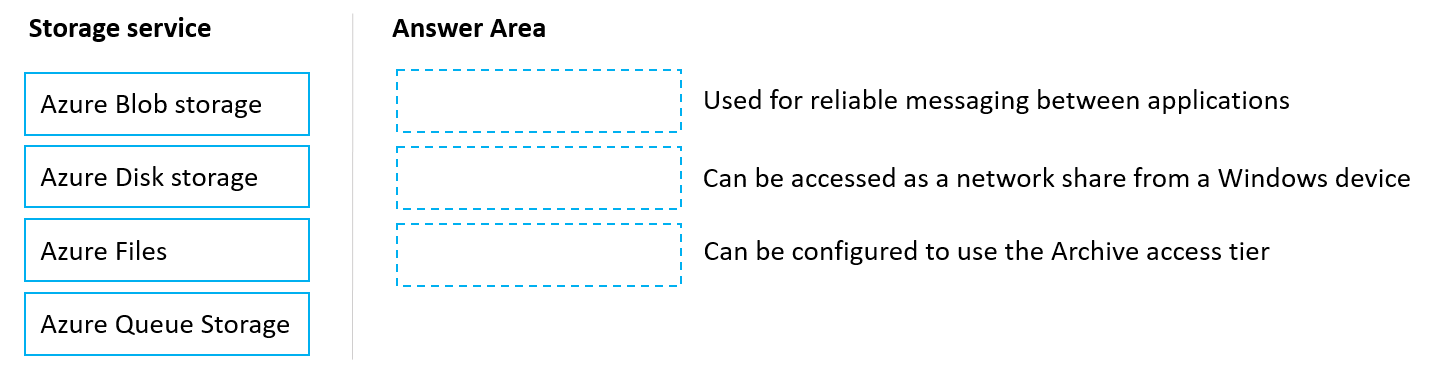 Storage service
Azure Blob storage
Azure Disk storage
Azure Files
Azure Queue Storage
Answer Area
Used for reliable messaging between applications
Can be accessed as a network share from a Windows device
Can be configured to use the Archive access tier